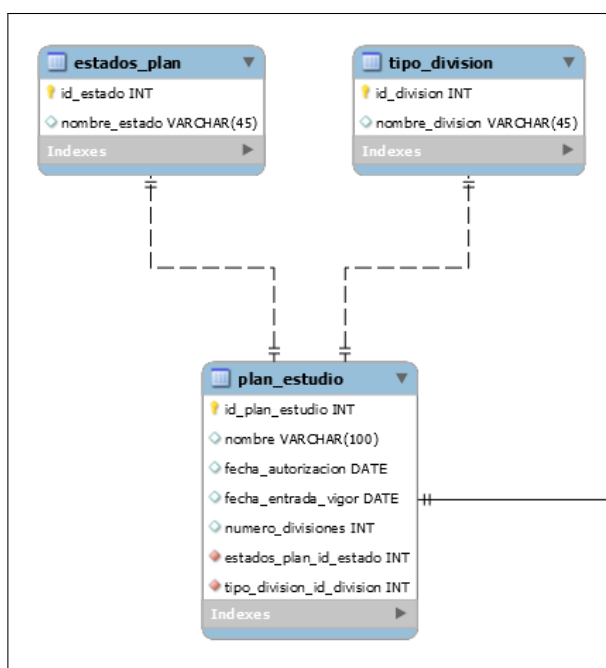 estados_plan
id_estado INT
nombre_estado VARCHAR(45)
Indexes
tipo_division
id_division INT
nombre_division VARCHAR(45)
Indexes
plan_estudio
id_plan_estudio INT
nombre VARCHAR(100)
fecha_autorizacion DATE
fecha_entrada_vigor DATE
numero_divisiones INT
estados_plan_id_estado INT
tipo_division_id_division INT
Indexes